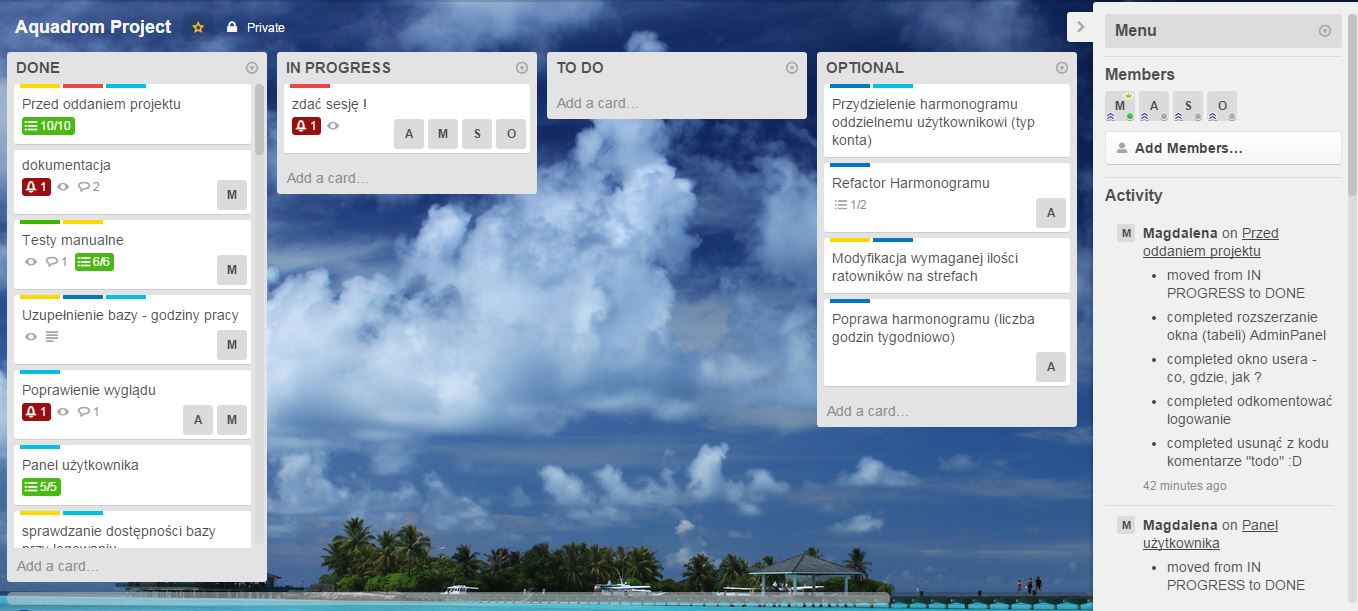 Aquadrom Project Private
DONE
Przed oddaniem projektu
10/10
dokumentacja
1 2
M
Testy manualne
1 6/6
M
Uzupełnienie bazy - godziny pracy
M
Poprawienie wyglądu
1 1
A M
Panel użytkownika
5/5
sprawdzanie dostępności bazy
przy logowaniu
Add a card…
IN PROGRESS
zdać sesję !
1
A M S O
Add a card…
TO DO
Add a card…
OPTIONAL
Przydzielenie harmonogramu
oddzielnemu użytkownikowi (typ
konta)
Refactor Harmonogramu
1/2
A
Modyfikacja wymaganej ilości
ratowników na strefach
Poprawa harmonogramu (liczba
godzin tygodniowo)
A
Add a card…
Menu
Members
M A S O
Add Members…
Activity
M Magdalena on Przed
oddaniem projektu
• moved from IN
PROGRESS to DONE
• completed rozszerzanie
okna (tabeli) AdminPanel
• completed okno usera -
co, gdzie, jak ?
• completed odkomentować
logowanie
• completed usunąć z kodu
komentarze "todo" :D
42 minutes ago
M Magdalena on Panel
użytkownika
• moved from IN
PROGRESS to DONE